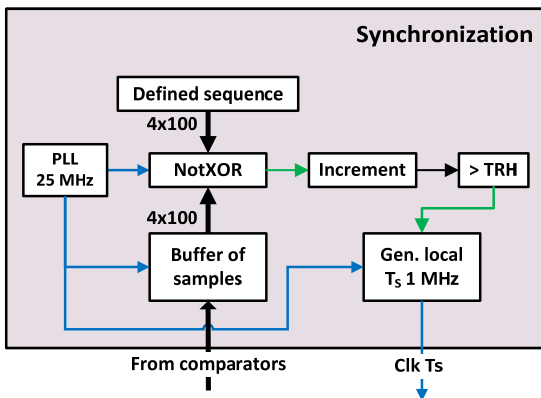 Synchronization
Defined sequence
4x100
PLL
25 MHz
NotXOR
Increment
> TRH
4x100
Buffer of
samples
Gen. local
TS 1 MHz
From comparators
Clk Ts